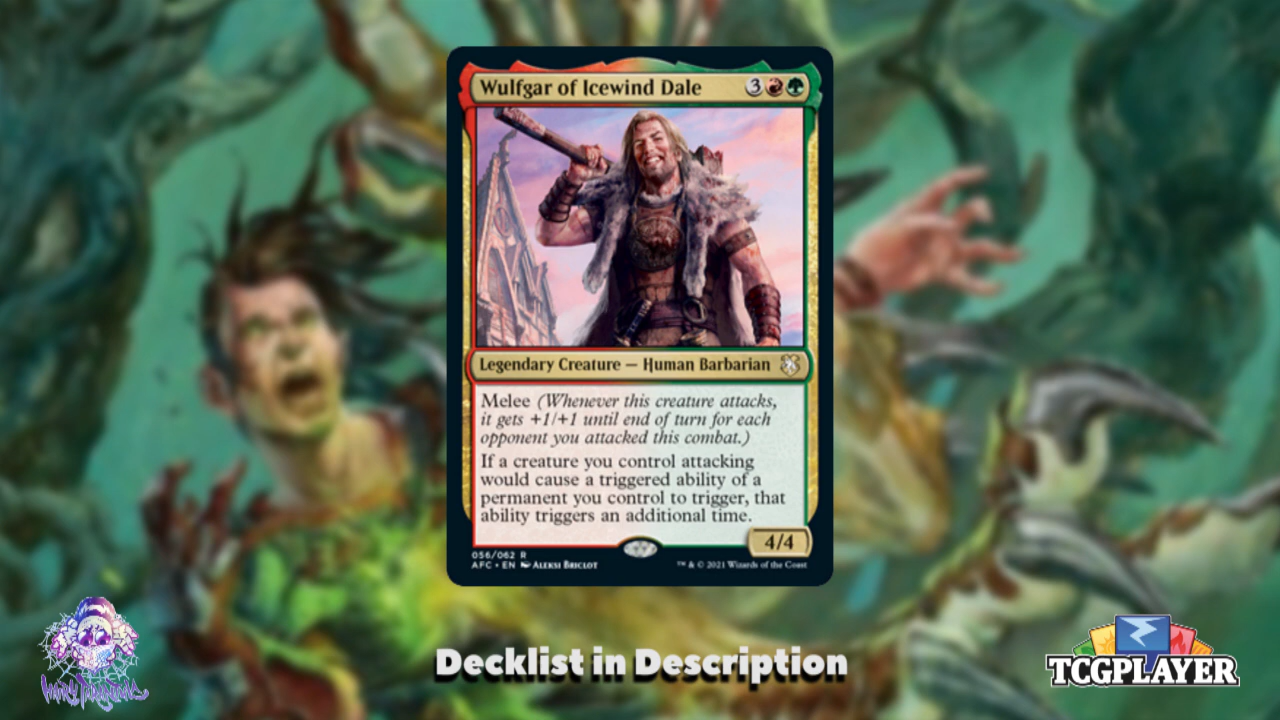 Wulfgar of Icewind Dale 3
Legendary Creature — Human Barbarian
Melee (Whenever this creature attacks,
it gets +1/+1 until end of turn for each
opponent you attacked this combat.)
If a creature you control attacking
would cause a triggered ability of a
permanent you control to trigger, that
ability triggers an additional time.
4/4
056/062 R
AFC • EN Aleksi Briclot
™ & © 2021 Wizards of the Coast
Decklist in Description
TCGPLAYER